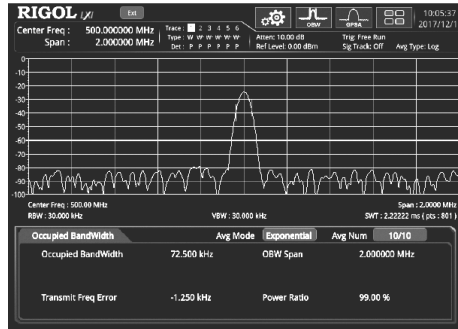 RIGOL LXI Ext 10:05:37
2017/12/1
Center Freq : 500.000000 MHz
Span : 2.000000 MHz
Trace : 1 2 3 4 5 6
Type : W W W W W W
Det : P P P P P P
Atten: 10.00 dB
Ref Level: 0.00 dBm
OBW
GPSA
Trig: Free Run
Sig Track: Off Avg Type: Log
0
-10
-20
-30
-40
-50
-60
-70
-80
-90
-100
Center Freq : 500.00 MHz Span : 2.0000 MHz
RBW : 30.000 kHz VBW : 30.000 kHz SWT : 2.22222 ms ( pts : 801 )
Occupied BandWidth Avg Mode Exponential Avg Num 10/10
Occupied BandWidth 72.500 kHz OBW Span 2.000000 MHz
Transmit Freq Error -1.250 kHz Power Ratio 99.00 %